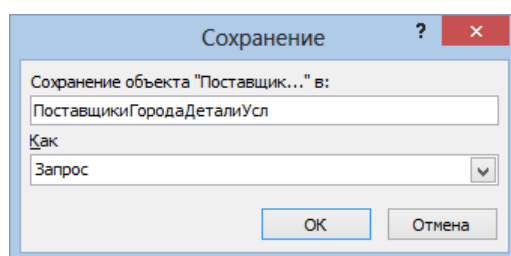 Сохранение ? ×
Сохранение объекта "Поставщик..." в:
ПоставщикиГородаДеталиУсл
Как
Запрос
ОК Отмена